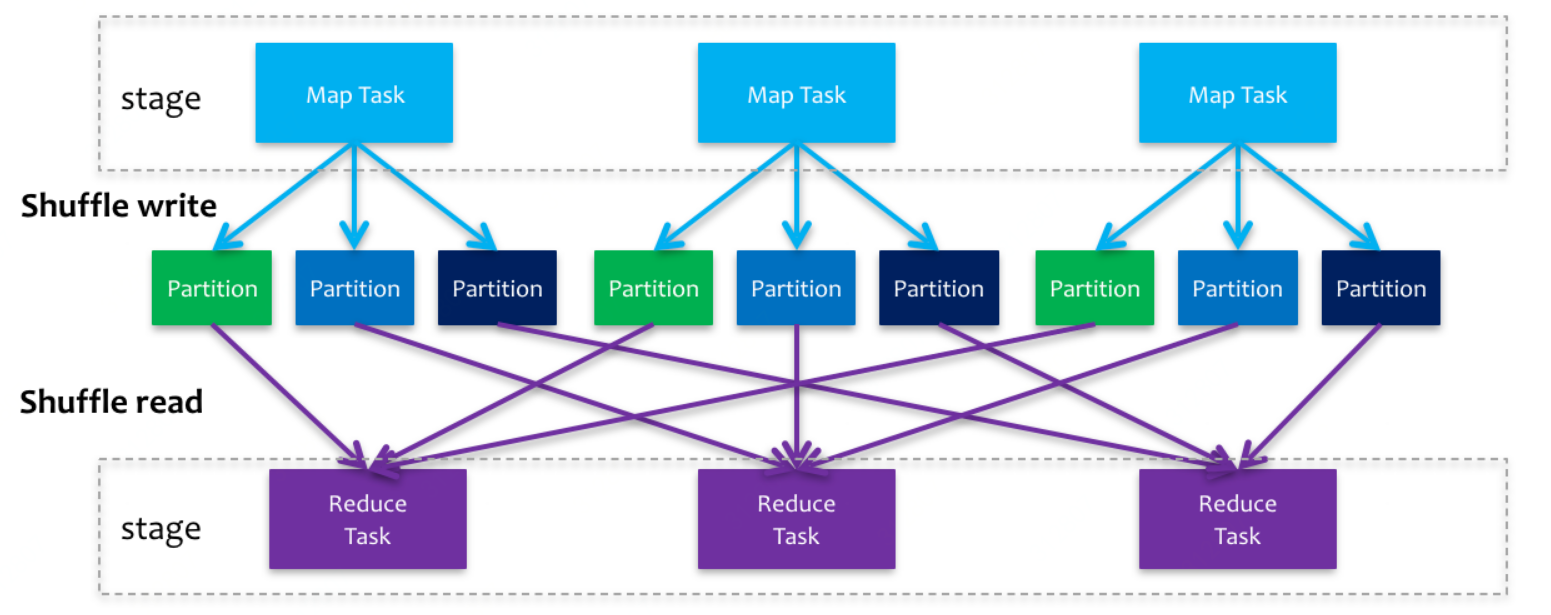 stage
Map Task
Map Task
Map Task
Shuffle write
Partition
Partition
Partition
Partition
Partition
Partition
Partition
Partition
Partition
Shuffle read
stage
Reduce
Task
Reduce
Task
Reduce
Task